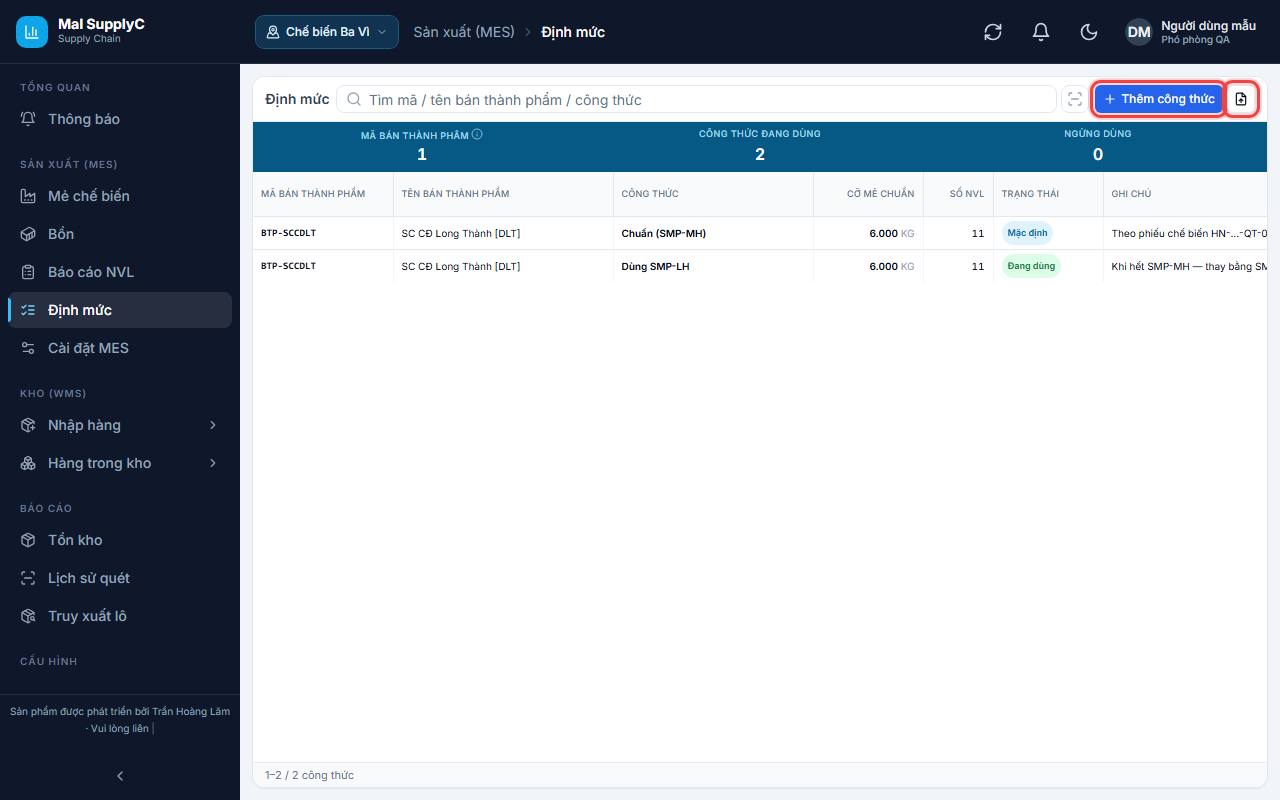 Mai SupplyC
Supply Chain
Chế biến Ba Vì
Sản xuất (MES)
Định mức
DM
Người dùng mẫu
Phó phòng QA
TỔNG QUAN
Thông báo
SẢN XUẤT (MES)
Mẻ chế biến
Bồn
Báo cáo NVL
Định mức
Cài đặt MES
KHO (WMS)
Nhập hàng
Hàng trong kho
BÁO CÁO
Tồn kho
Lịch sử quét
Truy xuất lô
CẤU HÌNH
Sản phẩm được phát triển bởi Trần Hoàng Lâm
· Vui lòng liên |
Định mức
Tìm mã / tên bán thành phẩm / công thức
Thêm công thức
MÃ BÁN THÀNH PHẨM
1
CÔNG THỨC ĐANG DÙNG
2
NGỪNG DÙNG
0
MÃ BÁN THÀNH PHẨM TÊN BÁN THÀNH PHẨM CÔNG THỨC CỠ MẺ CHUẨN SỐ NVL TRẠNG THÁI GHI CHÚ
BTP-SCCDLT SC CĐ Long Thành [DLT] Chuẩn (SMP-MH) 6.000 KG 11 Mặc định Theo phiếu chế biến HN-...-QT-0
BTP-SCCDLT SC CĐ Long Thành [DLT] Dùng SMP-LH 6.000 KG 11 Đang dùng Khi hết SMP-MH — thay bằng SM
1–2 / 2 công thức